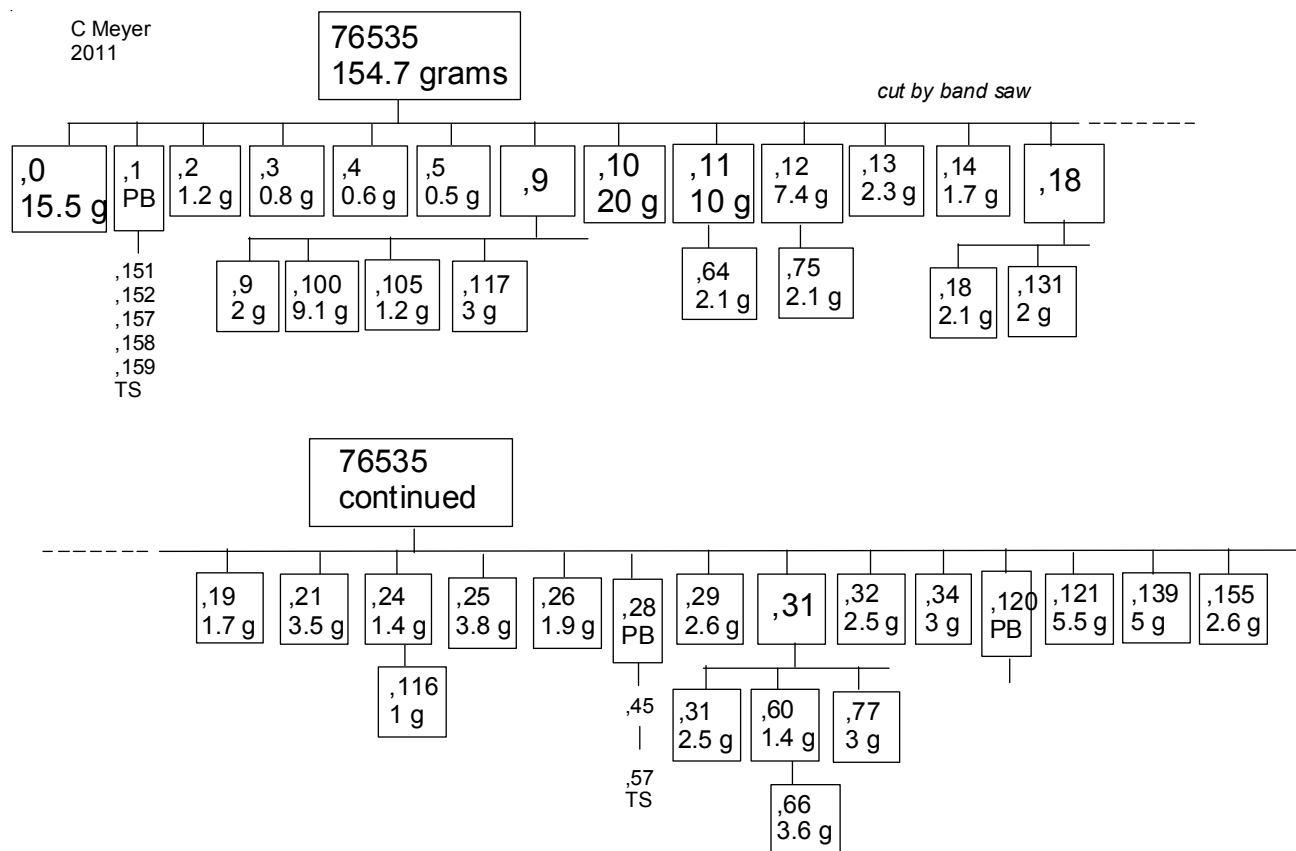 C Meyer
2011
76535
154.7 grams
cut by band saw
,0
15.5 g
,1
PB
,2
1.2 g
,3
0.8 g
,4
0.6 g
,5
0.5 g
,9
,10
20 g
,11
10 g
,12
7.4 g
,13
2.3 g
,14
1.7 g
,18
,151
,152
,157
,158
,159
TS
,9
2 g
,100
9.1 g
,105
1.2 g
,117
3 g
,64
2.1 g
,75
2.1 g
,18
2.1 g
,131
2 g
76535
continued
,19
1.7 g
,21
3.5 g
,24
1.4 g
,25
3.8 g
,26
1.9 g
,28
PB
,29
2.6 g
,31
,32
2.5 g
,34
3 g
,120
PB
,121
5.5 g
,139
5 g
,155
2.6 g
,116
1 g
,45
,57
TS
,31
2.5 g
,60
1.4 g
,77
3 g
,66
3.6 g